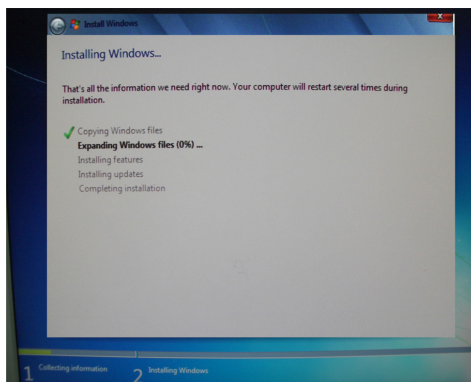 Install Windows
Installing Windows...
That's all the information we need right now. Your computer will restart several times during
installation.
Copying Windows files
Expanding Windows files (0%) ...
Installing features
Installing updates
Completing installation
1 Collecting information
2 Installing Windows